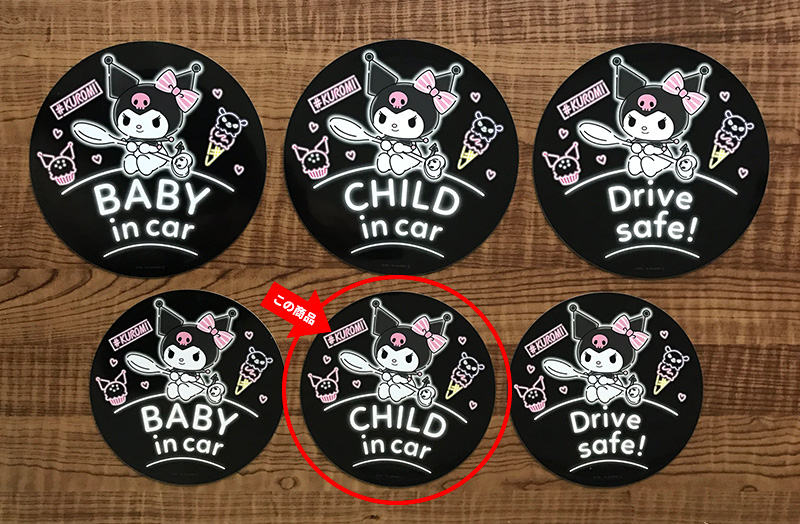 #KUROMI
BABY
in car
#KUROMI
CHILD
in car
#KUROMI
Drive
safe!
この商品
#KUROMI
BABY
in car
#KUROMI
CHILD
in car
#KUROMI
Drive
safe!